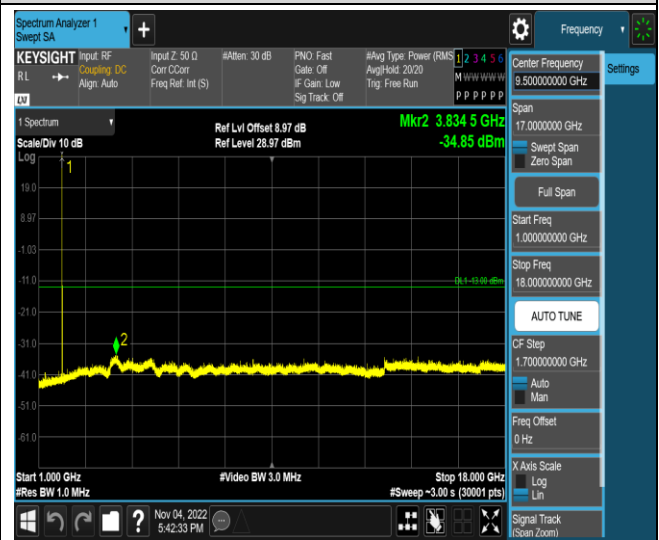 Spectrum Analyzer 1
Swept SA
Frequency
KEYSIGHT
RL
LXI
Input: RF
Coupling: DC
Align: Auto
Input Z: 50 Ω
Corr CCorr
Freq Ref: Int (S)
#Atten: 30 dB
PNO: Fast
Gate: Off
IF Gain: Low
Sig Track: Off
#Avg Type: Power (RMS
Avg|Hold: 20/20
Trig: Free Run
1 2 3 4 5 6
M W W W W W
P P P P P P
1 Spectrum
Scale/Div 10 dB
Ref Lvl Offset 8.97 dB
Ref Level 28.97 dBm
Mkr2 3.834 5 GHz
-34.85 dBm
Log
1
19.0
8.97
-1.03
-11.0
DL1 -13.00 dBm
-21.0
-31.0
2
-41.0
-51.0
-61.0
Start 1.000 GHz
#Res BW 1.0 MHz
#Video BW 3.0 MHz
Stop 18.000 GHz
#Sweep ~3.00 s (30001 pts)
Nov 04, 2022
5:42:33 PM
Center Frequency
9.500000000 GHz
Span
17.0000000 GHz
Swept Span
Zero Span
Full Span
Start Freq
1.000000000 GHz
Stop Freq
18.000000000 GHz
AUTO TUNE
CF Step
1.700000000 GHz
Auto
Man
Freq Offset
0 Hz
X Axis Scale
Log
Lin
Signal Track
(Span Zoom)
Settings